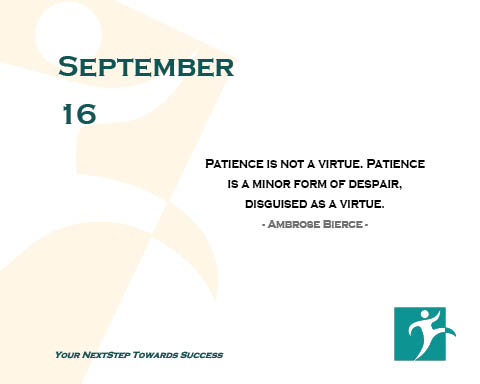 September
16
Patience is not a virtue. Patience
is a minor form of despair,
disguised as a virtue.
- Ambrose Bierce -
Your NextStep Towards Success